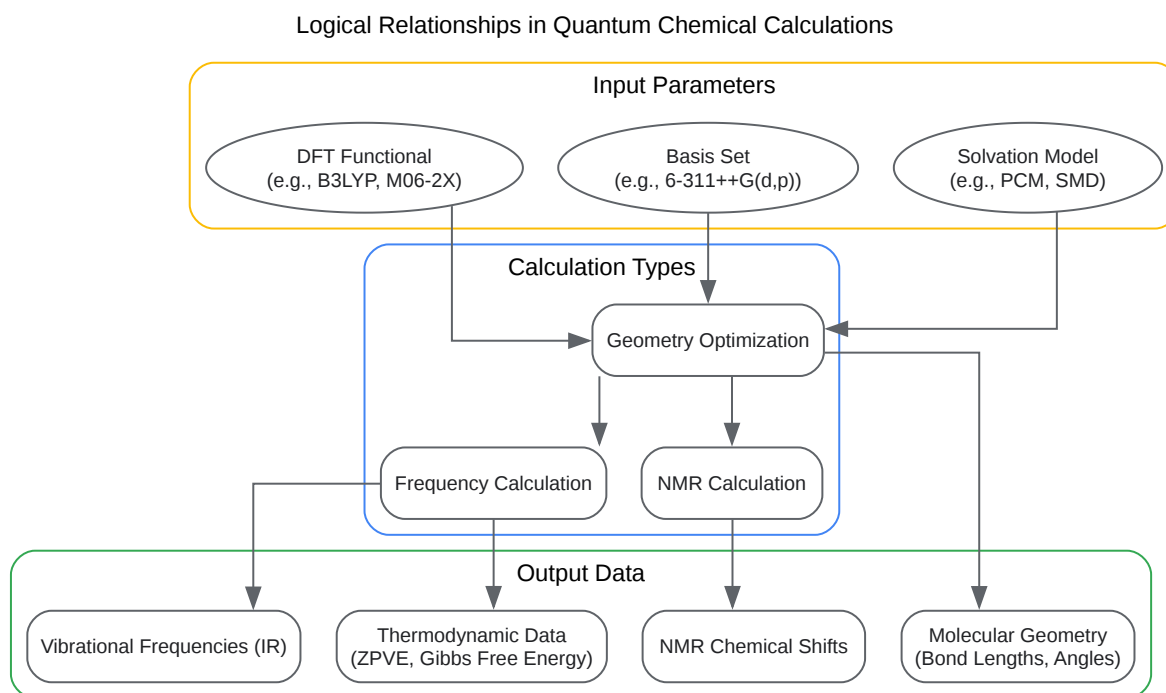 Logical Relationships in Quantum Chemical Calculations
Input Parameters
DFT Functional
(e.g., B3LYP, M06-2X)
Basis Set
(e.g., 6-311++G(d,p))
Solvation Model
(e.g., PCM, SMD)
Calculation Types
Geometry Optimization
Frequency Calculation
NMR Calculation
Output Data
Vibrational Frequencies (IR)
Thermodynamic Data
(ZPVE, Gibbs Free Energy)
NMR Chemical Shifts
Molecular Geometry
(Bond Lengths, Angles)